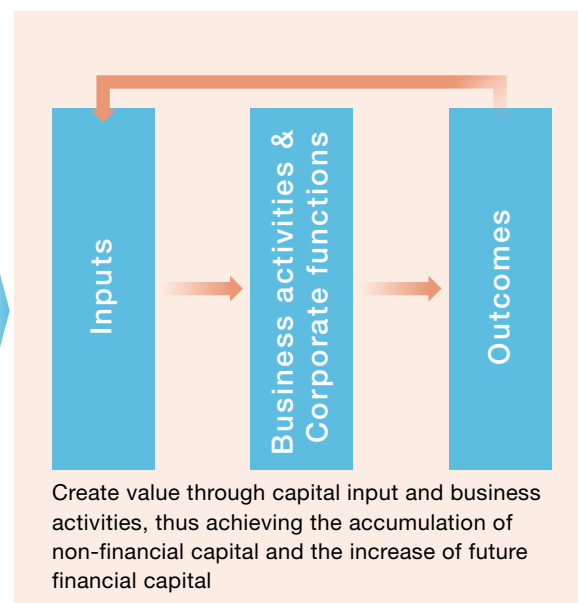 Inputs
Business activities &
Corporate functions
Outcomes
Create value through capital input and business
activities, thus achieving the accumulation of
non-financial capital and the increase of future
financial capital